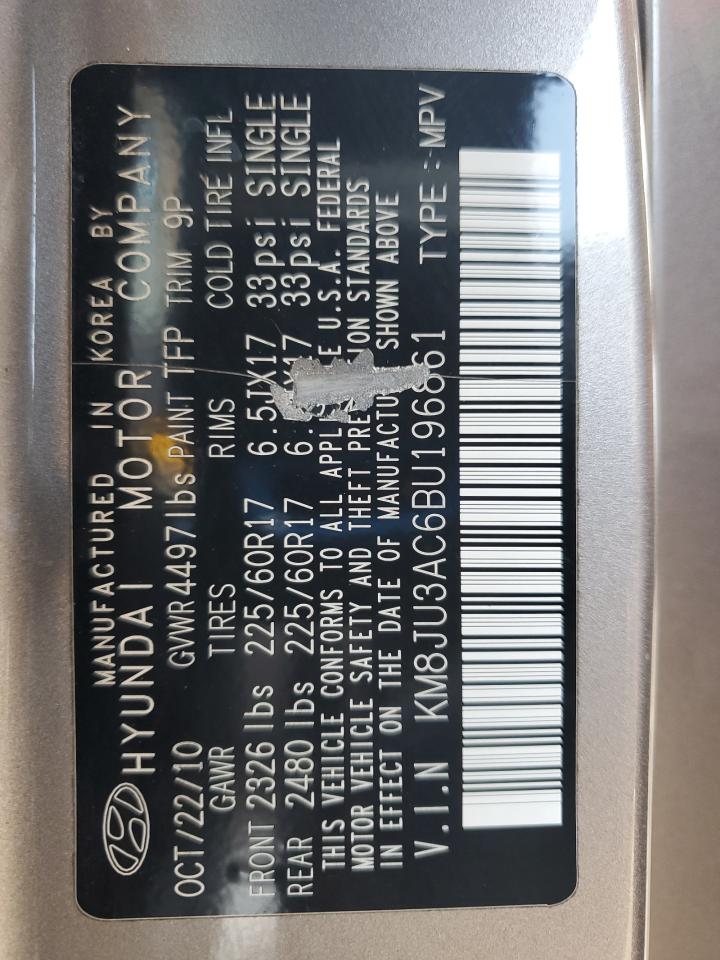 MANUFACTURED IN KOREA BY
HYUNDAI MOTOR COMPANY
OCT/22/10 GVWR 4497 lbs PAINT TFP TRIM 9P
GAWR TIRES RIMS COLD TIRE INFL
FRONT 2326 lbs 225/60R17 6.5JX17 33psi SINGLE
REAR 2480 lbs 225/60R17 33psi SINGLE
THIS VEHICLE CONFORMS TO ALL U.S.A. FEDERAL
MOTOR VEHICLE SAFETY AND THEFT STANDARDS
IN EFFECT ON THE DATE OF SHOWN ABOVE
V.I.N KM8JU3AC6BU196861 TYPE : MPV